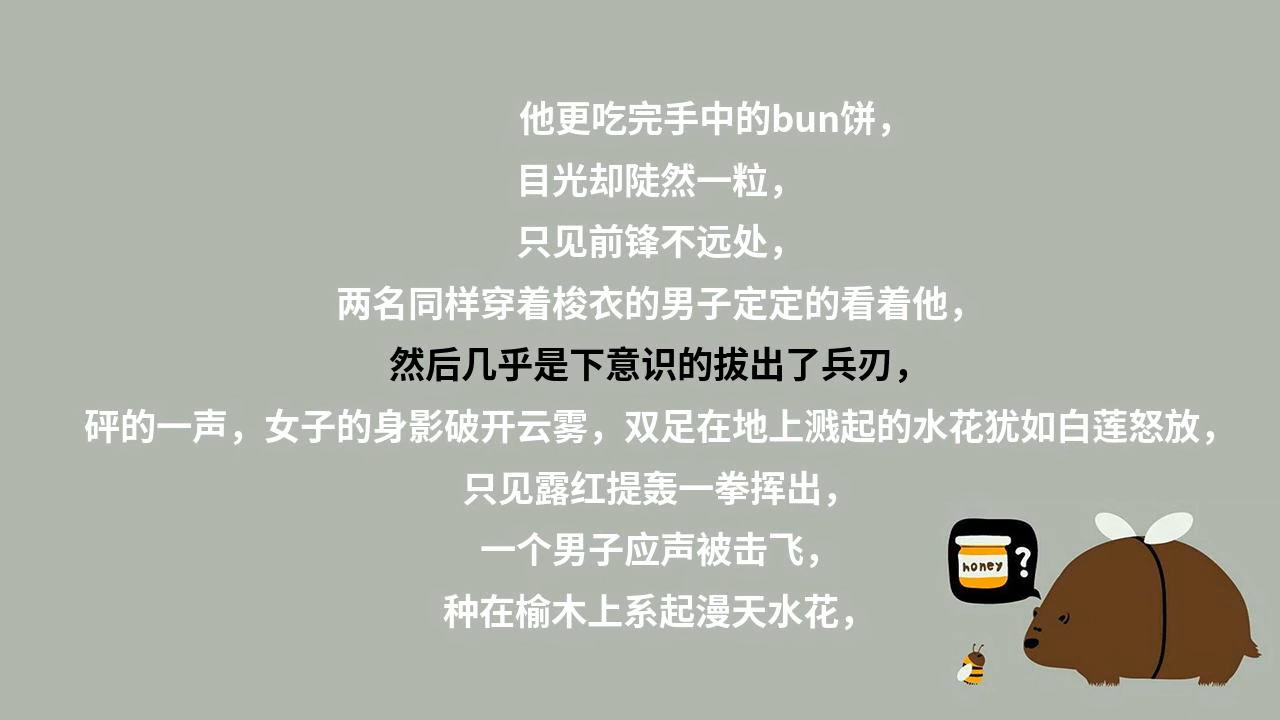 他更吃完手中的bun饼，
目光却陡然一粒，
只见前锋不远处，
两名同样穿着梭衣的男子定定的看着他，
然后几乎是下意识的拔出了兵刃，
砰的一声，女子的身影破开云雾，双足在地上溅起的水花犹如白莲怒放，
只见露红提轰一拳挥出，
一个男子应声被击飞，
种在榆木上系起漫天水花，
honey ?